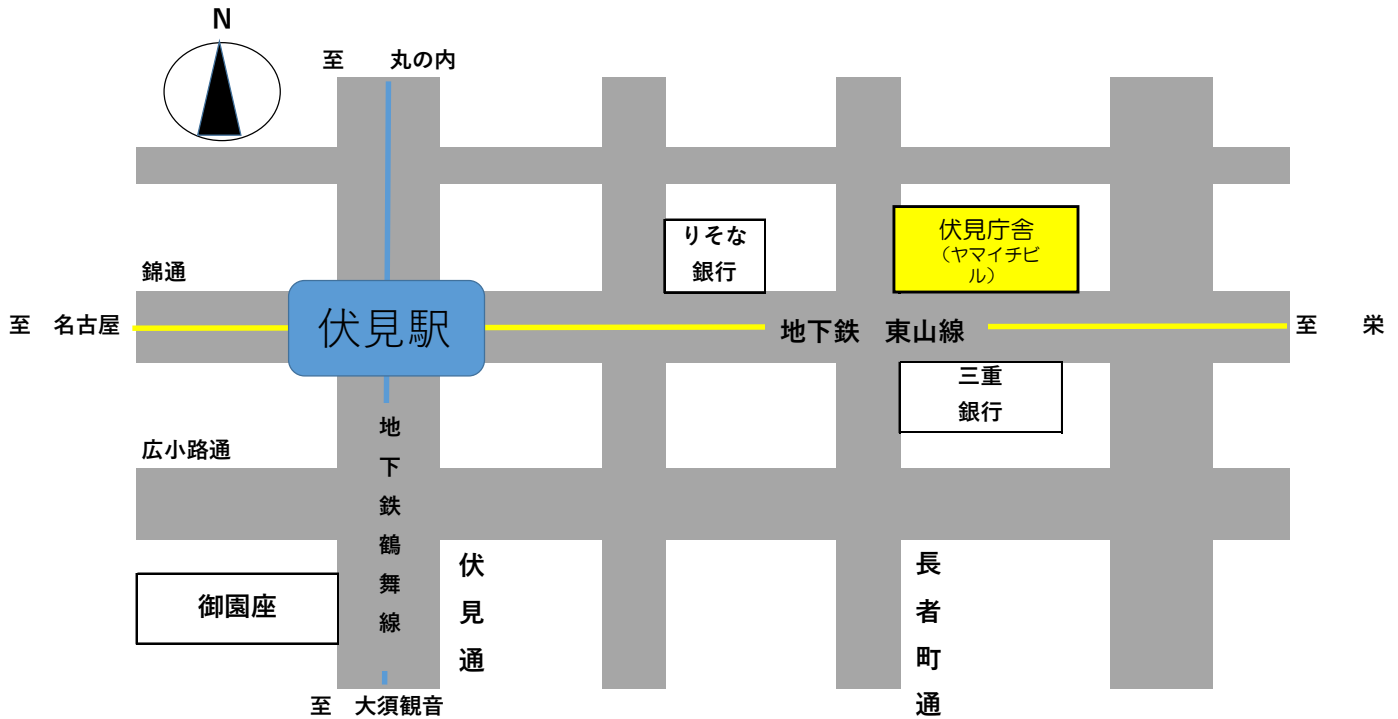 N
至　丸の内
りそな
銀行
伏見庁舎
（ヤマイチビ
ル）
錦通
至　名古屋
伏見駅
地下鉄　東山線
至　栄
三重
銀行
広小路通
地下鉄鶴舞線
御園座
伏見通
長者町通
至　大須観音